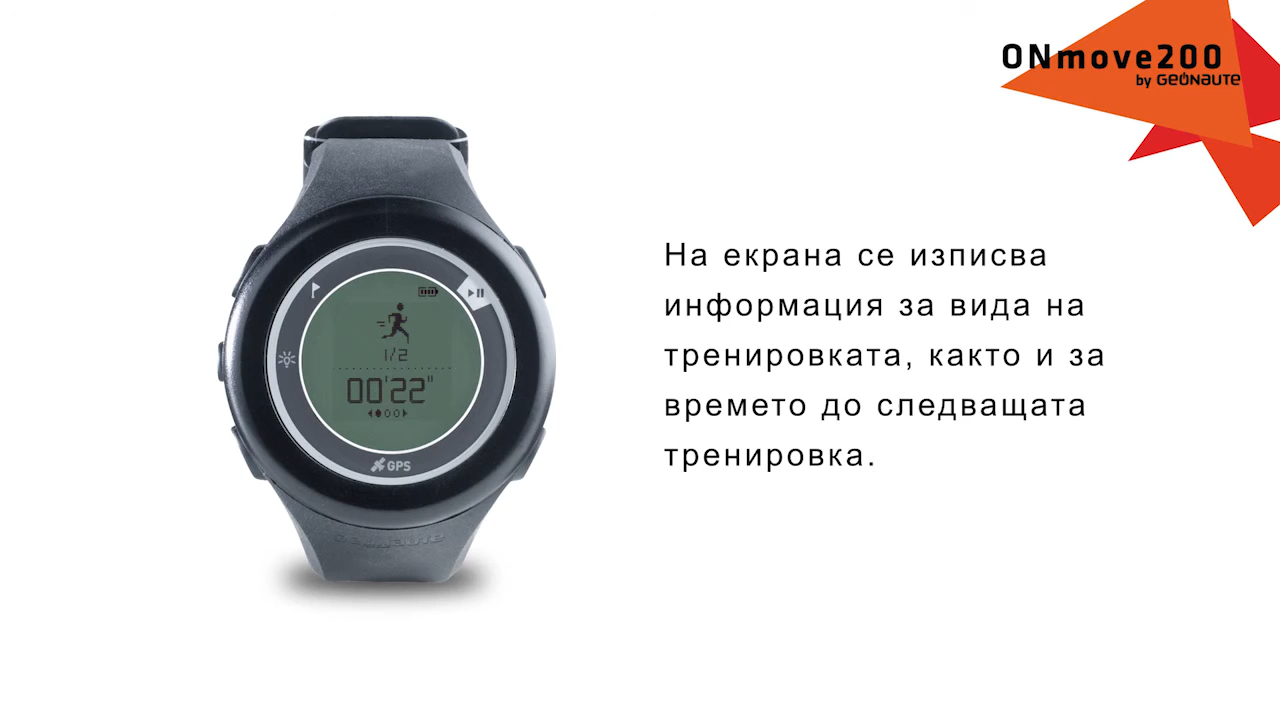 ONmove200
by GEONAUTE
На екрана се изписва
информация за вида на
тренировката, както и за
времето до следващата
тренировка.
1/2
00'22"
GPS
GEONAUTE